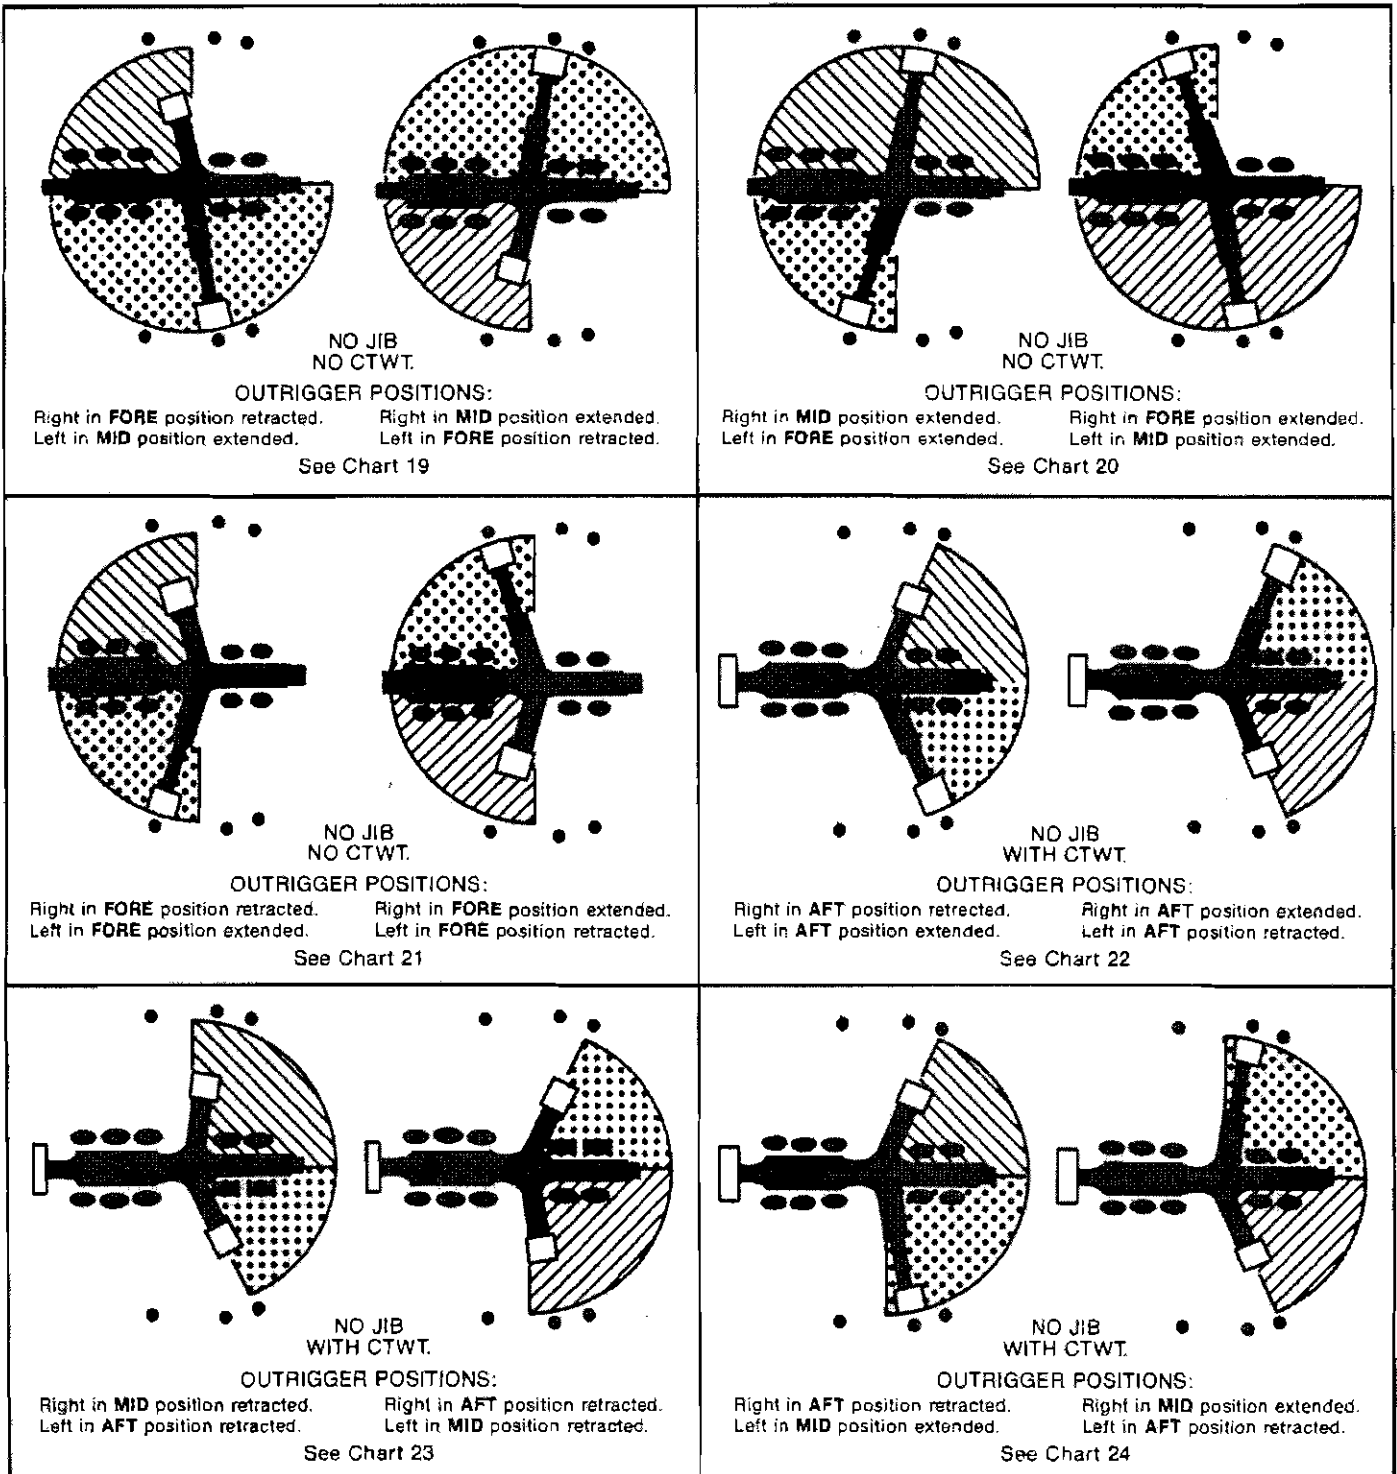 NO JIB
NO CTWT.
OUTRIGGER POSITIONS:
Right in FORE position retracted. Right in MID position extended.
Left in MID position extended. Left in FORE position retracted.
See Chart 19
NO JIB
NO CTWT.
OUTRIGGER POSITIONS:
Right in MID position extended. Right in FORE position extended.
Left in FORE position extended. Left in MID position extended.
See Chart 20
NO JIB
NO CTWT.
OUTRIGGER POSITIONS:
Right in FORE position retracted. Right in FORE position extended.
Left in FORE position extended. Left in FORE position retracted.
See Chart 21
NO JIB
WITH CTWT.
OUTRIGGER POSITIONS:
Right in AFT position retrected. Right in AFT position extended.
Left in AFT position extended. Left in AFT position retracted.
See Chart 22
NO JIB
WITH CTWT.
OUTRIGGER POSITIONS:
Right in MID position retracted. Right in AFT position retracted.
Left in AFT position retracted. Left in MID position retracted.
See Chart 23
NO JIB
WITH CTWT.
OUTRIGGER POSITIONS:
Right in AFT position retracted. Right in MID position extended.
Left in MID position extended. Left in AFT position retracted.
See Chart 24